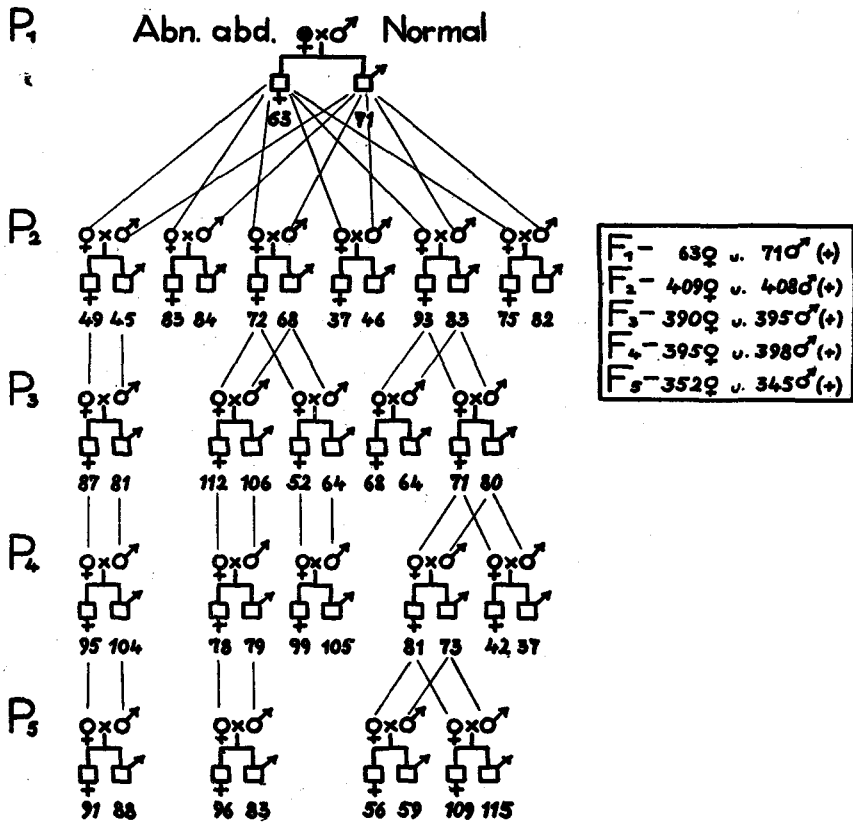 P₁ Abn. abd. ♀ × ♂ Normal
63 71
P₂ ♀×♂ ♀×♂ ♀×♂ ♀×♂ ♀×♂ ♀×♂
49 45 83 84 72 68 37 46 93 83 75 82
P₃ ♀×♂ ♀×♂ ♀×♂ ♀×♂ ♀×♂
87 81 112 106 52 64 68 64 71 80
P₄ ♀×♂ ♀×♂ ♀×♂ ♀×♂ ♀×♂
95 104 78 79 99 105 81 73 42 37
P₅ ♀×♂ ♀×♂ ♀×♂ ♀×♂
91 88 96 83 56 59 109 115
F₁- 63♀ u. 71♂ (+)
F₂- 409♀ u. 408♂ (+)
F₃- 390♀ u. 395♂ (+)
F₄- 395♀ u. 398♂ (+)
F₅- 352♀ u. 345♂ (+)